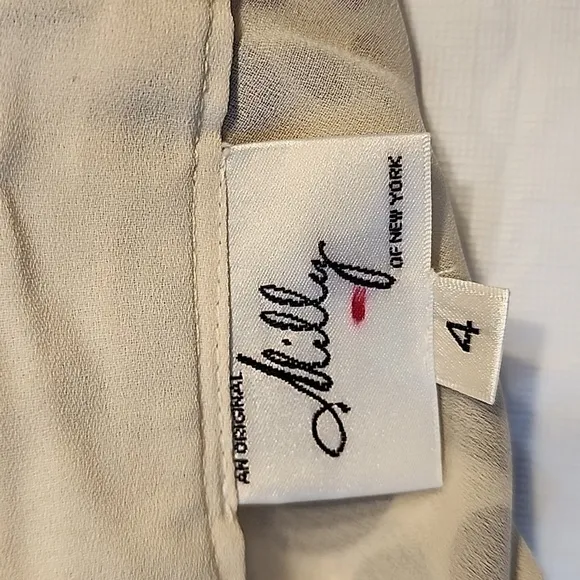 AN ORIGINAL
Milly
OF NEW YORK
4